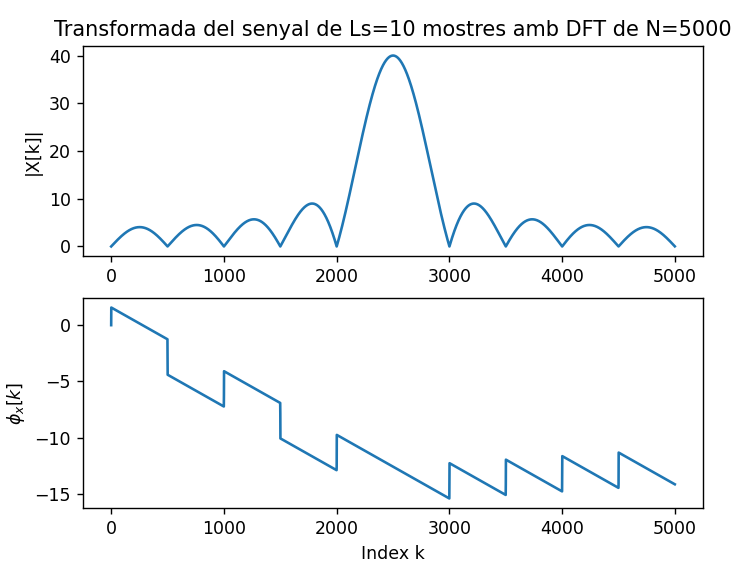 Transformada del senyal de Ls=10 mostres amb DFT de N=5000
|X[k]|
40
30
20
10
0
0 1000 2000 3000 4000 5000
ϕx[k]
0
−5
−10
−15
0 1000 2000 3000 4000 5000
Index k